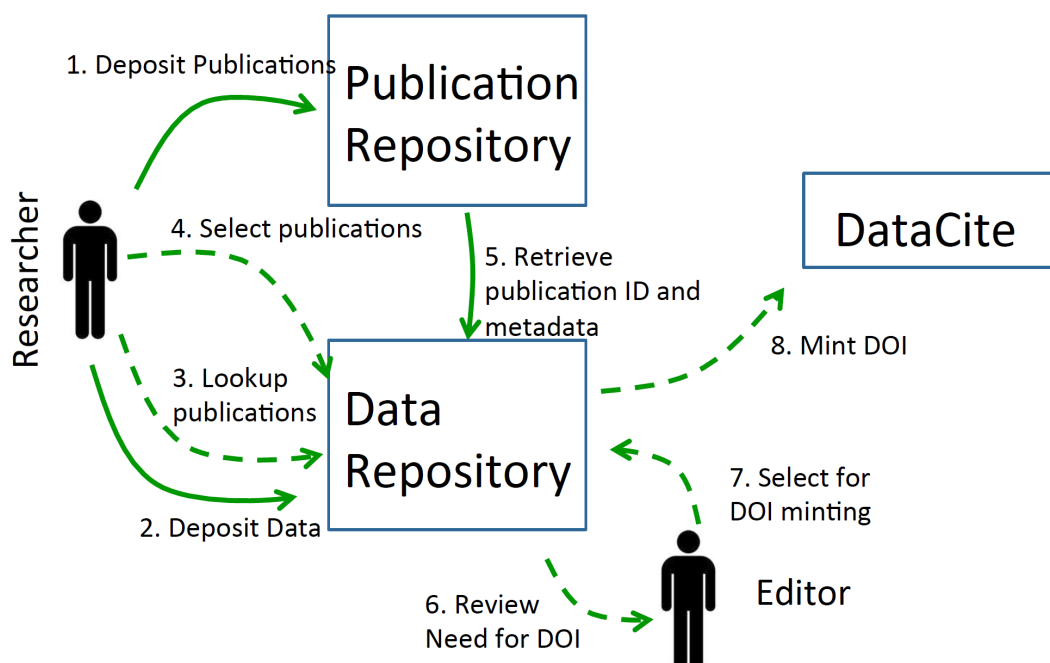 1. Deposit Publications
Publication
Repository
Researcher
4. Select publications
DataCite
5. Retrieve
publication ID and
metadata
8. Mint DOI
3. Lookup
publications
Data
Repository
2. Deposit Data
7. Select for
DOI minting
6. Review
Need for DOI
Editor